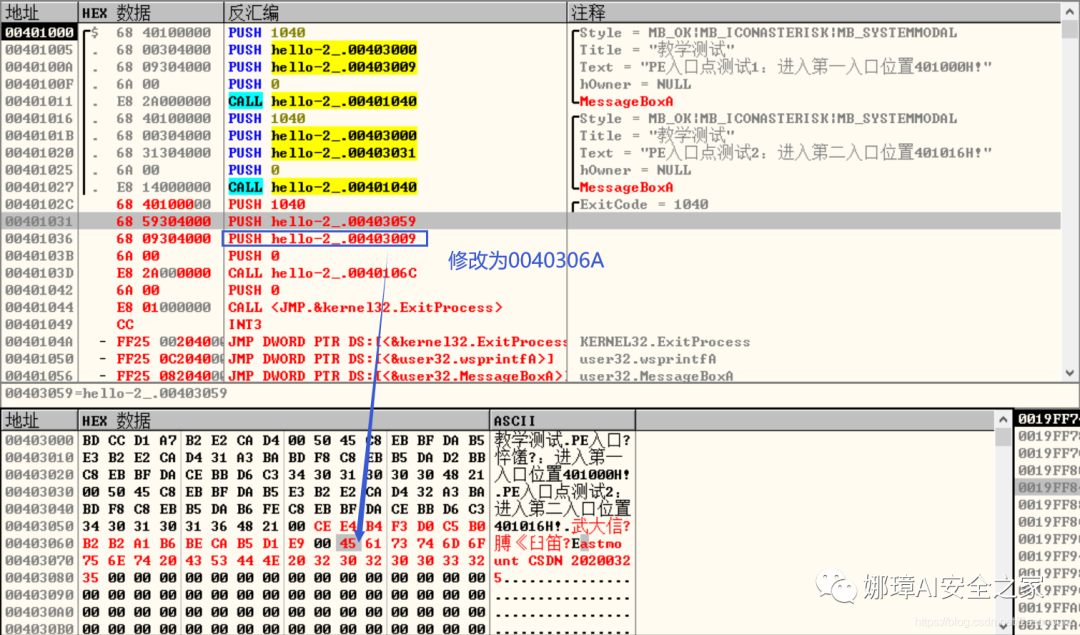 地址 HEX 数据 反汇编 注释
00401000 $ 68 40100000 PUSH 1040 Style = MB_OK|MB_ICONASTERISK|MB_SYSTEMMODAL
00401005 . 68 00304000 PUSH hello-2_.00403000 Title = "教学测试"
0040100A . 68 09304000 PUSH hello-2_.00403009 Text = "PE入口点测试1：进入第一入口位置401000H!"
0040100F . 6A 00 PUSH 0 hOwner = NULL
00401011 . E8 2A000000 CALL hello-2_.00401040 MessageBoxA
00401016 . 68 40100000 PUSH 1040 Style = MB_OK|MB_ICONASTERISK|MB_SYSTEMMODAL
0040101B . 68 00304000 PUSH hello-2_.00403000 Title = "教学测试"
00401020 . 68 31304000 PUSH hello-2_.00403031 Text = "PE入口点测试2：进入第二入口位置401016H!"
00401025 . 6A 00 PUSH 0 hOwner = NULL
00401027 . E8 14000000 CALL hello-2_.00401040 MessageBoxA
0040102C 68 40100000 PUSH 1040 ExitCode = 1040
00401031 68 59304000 PUSH hello-2_.00403059
00401036 68 09304000 PUSH hello-2_.00403009
0040103B 6A 00 PUSH 0
修改为0040306A
0040103D E8 2A000000 CALL hello-2_.0040106C
00401042 6A 00 PUSH 0
00401044 E8 01000000 CALL <JMP.&kernel32.ExitProcess>
00401049 CC INT3
0040104A - FF25 00204000 JMP DWORD PTR DS:[<&kernel32.ExitProcess KERNEL32.ExitProcess
00401050 - FF25 0C204000 JMP DWORD PTR DS:[<&user32.wsprintfA>] user32.wsprintfA
00401056 - FF25 08204000 JMP DWORD PTR DS:[<&user32.MessageBoxA>] user32.MessageBoxA
00403059=hello-2_.00403059
地址 HEX 数据 ASCII
00403000 BD CC D1 A7 B2 E2 CA D4 00 50 45 C8 EB BF DA B5 教学测试.PE入口?
00403010 E3 B2 E2 CA D4 31 A3 BA BD F8 C8 EB B5 DA D2 BB 悴馐?：进入第一
00403020 C8 EB BF DA CE BB D6 C3 34 30 31 30 30 30 48 21 入口位置401000H!
00403030 00 50 45 C8 EB BF DA B5 E3 B2 E2 CA D4 32 A3 BA .PE入口点测试2：
00403040 BD F8 C8 EB B5 DA B6 FE C8 EB BF DA CE BB D6 C3 进入第二入口位置
00403050 34 30 31 30 31 36 48 21 00 CE E4 B4 F3 D0 C5 B0 401016H!.武大信?
00403060 B2 B2 A1 B6 BE CA B5 D1 E9 00 45 61 73 74 6D 6F 膊《臼笛?Eastmo
00403070 75 6E 74 20 43 53 44 4E 20 32 30 32 30 30 33 32 unt CSDN 2020032
00403080 35 00 00 00 00 00 00 00 00 00 00 00 00 00 00 00 5...............
00403090 00 00 00 00 00 00 00 00 00 00 00 00 00 00 00 00 ................
004030A0 00 00 00 00 00 00 00 00 00 00 00 00 00 00 00 00 ................
004030B0 00 00 00 00 00 00 00 00 00 00 00 00 00 00 00 00 ................
娜璋AI安全之家